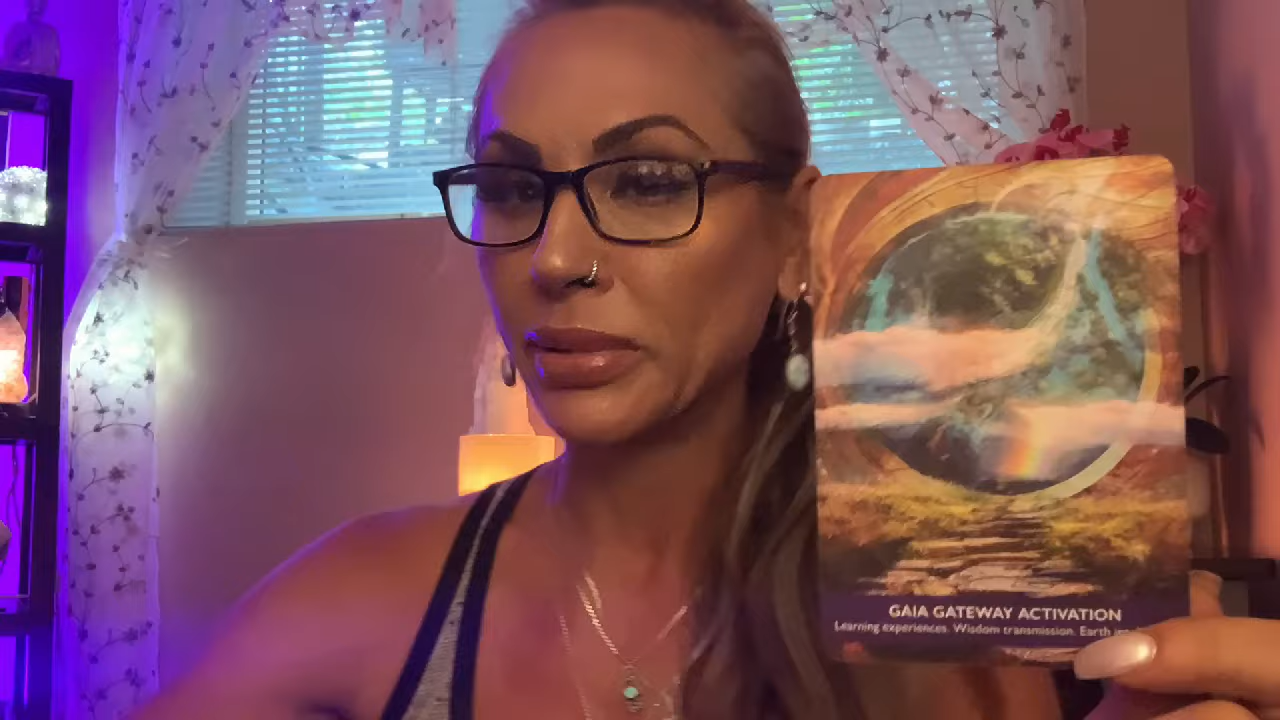 GAIA GATEWAY ACTIVATION
Learning experiences. Wisdom transmission. Earth